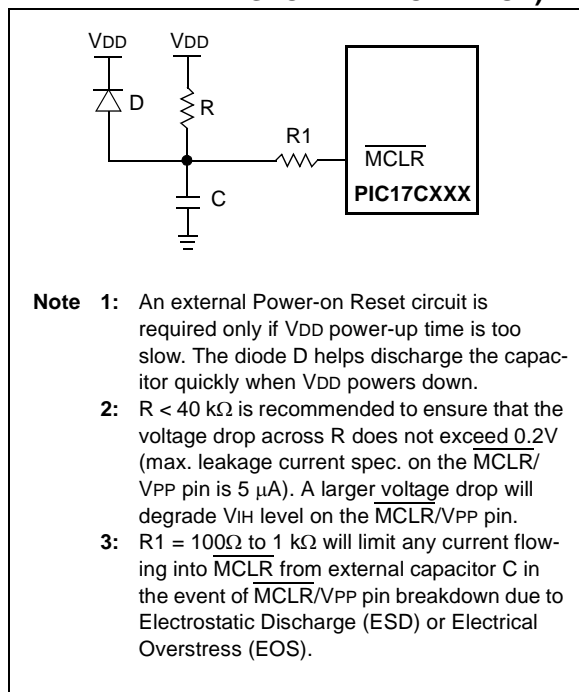 VDD VDD
D
R
R1
MCLR
PIC17CXXX
C
Note 1: An external Power-on Reset circuit is
required only if VDD power-up time is too
slow. The diode D helps discharge the capac-
itor quickly when VDD powers down.
2: R < 40 kΩ is recommended to ensure that the
voltage drop across R does not exceed 0.2V
(max. leakage current spec. on the MCLR/
VPP pin is 5 μA). A larger voltage drop will
degrade VIH level on the MCLR/VPP pin.
3: R1 = 100Ω to 1 kΩ will limit any current flow-
ing into MCLR from external capacitor C in
the event of MCLR/VPP pin breakdown due to
Electrostatic Discharge (ESD) or Electrical
Overstress (EOS).